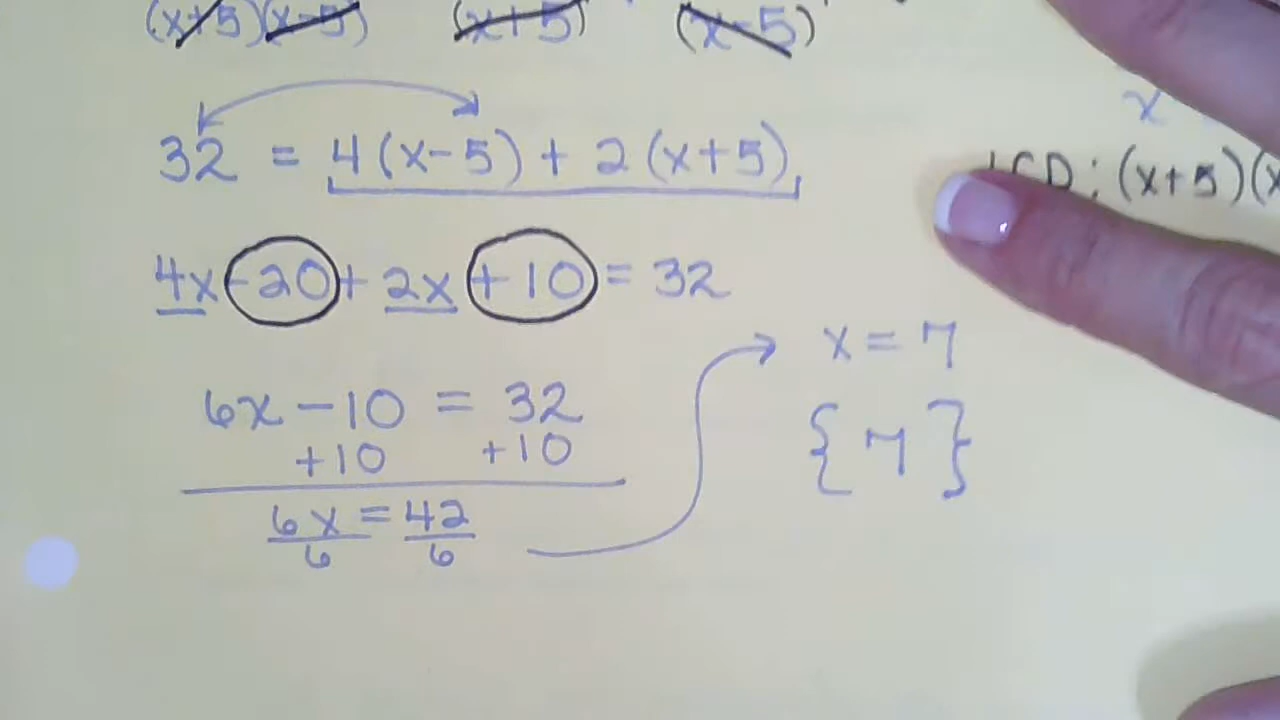 (x+5)(x-5) (x+5) (x-5)
x
32 = 4(x-5) + 2(x+5)
LCD: (x+5)(x
4x -20 + 2x +10 = 32
x = 7
6x - 10 = 32
{7}
+10 +10
6x = 42
6 6